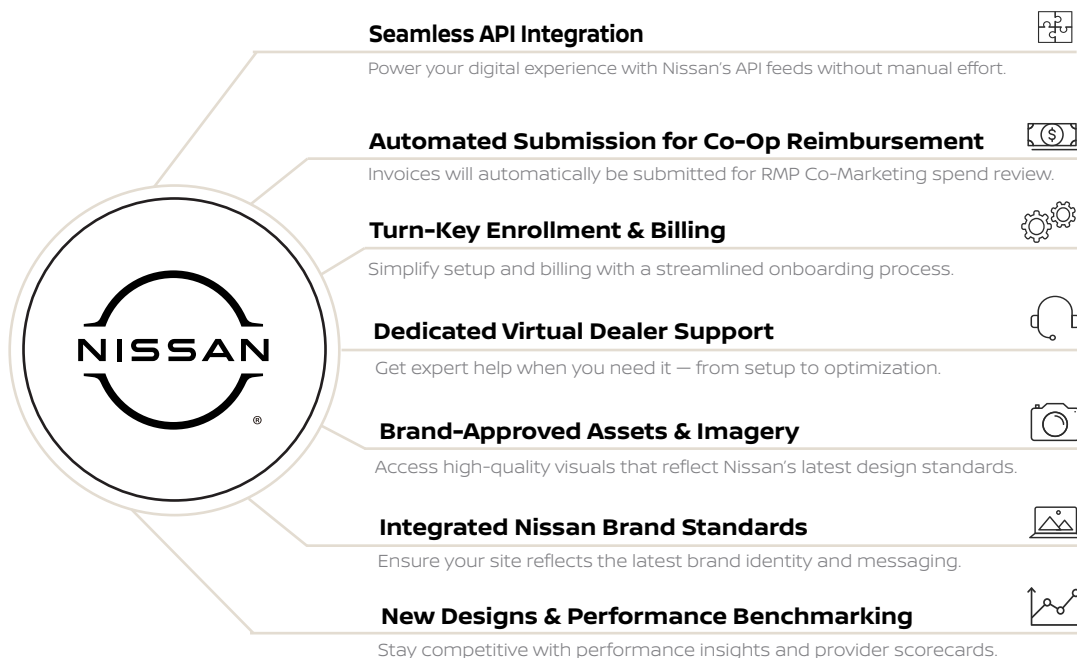 Seamless API Integration
Power your digital experience with Nissan's API feeds without manual effort.
Automated Submission for Co-Op Reimbursement
Invoices will automatically be submitted for RMP Co-Marketing spend review.
Turn-Key Enrollment & Billing
Simplify setup and billing with a streamlined onboarding process.
NISSAN
®
Dedicated Virtual Dealer Support
Get expert help when you need it — from setup to optimization.
Brand-Approved Assets & Imagery
Access high-quality visuals that reflect Nissan's latest design standards.
Integrated Nissan Brand Standards
Ensure your site reflects the latest brand identity and messaging.
New Designs & Performance Benchmarking
Stay competitive with performance insights and provider scorecards.